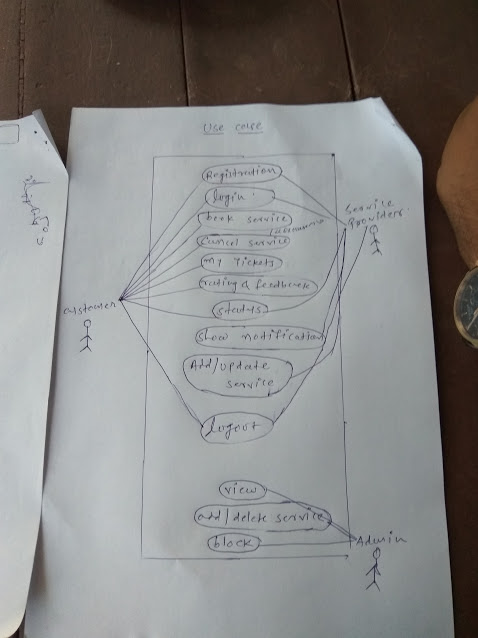 Use case
Registration
login
book service
Cancel service
my Tickets
rating & feedback
status
show notification
Add/update
service
logout
view
add/delete service
block
customer
Service
Providers.
Admin